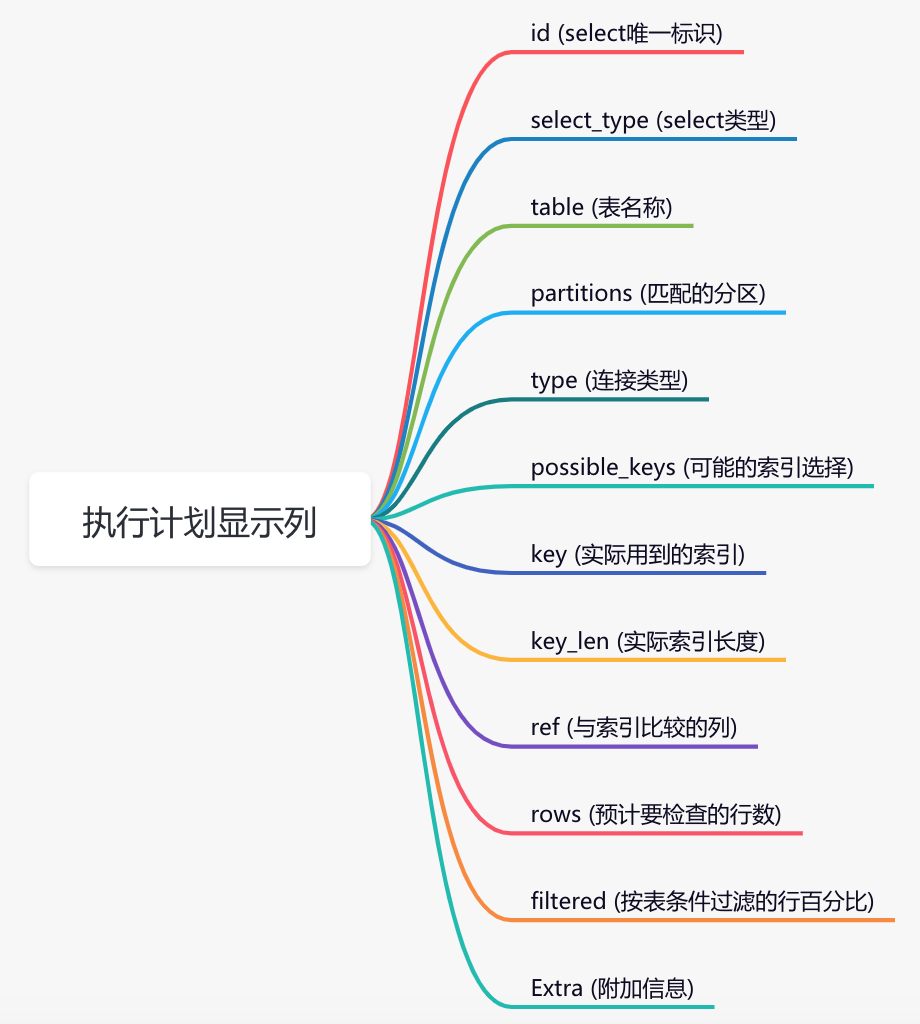 id (select唯一标识)
select_type (select类型)
table (表名称)
partitions (匹配的分区)
type (连接类型)
possible_keys (可能的索引选择)
执行计划显示列
key (实际用到的索引)
key_len (实际索引长度)
ref (与索引比较的列)
rows (预计要检查的行数)
filtered (按表条件过滤的行百分比)
Extra (附加信息)